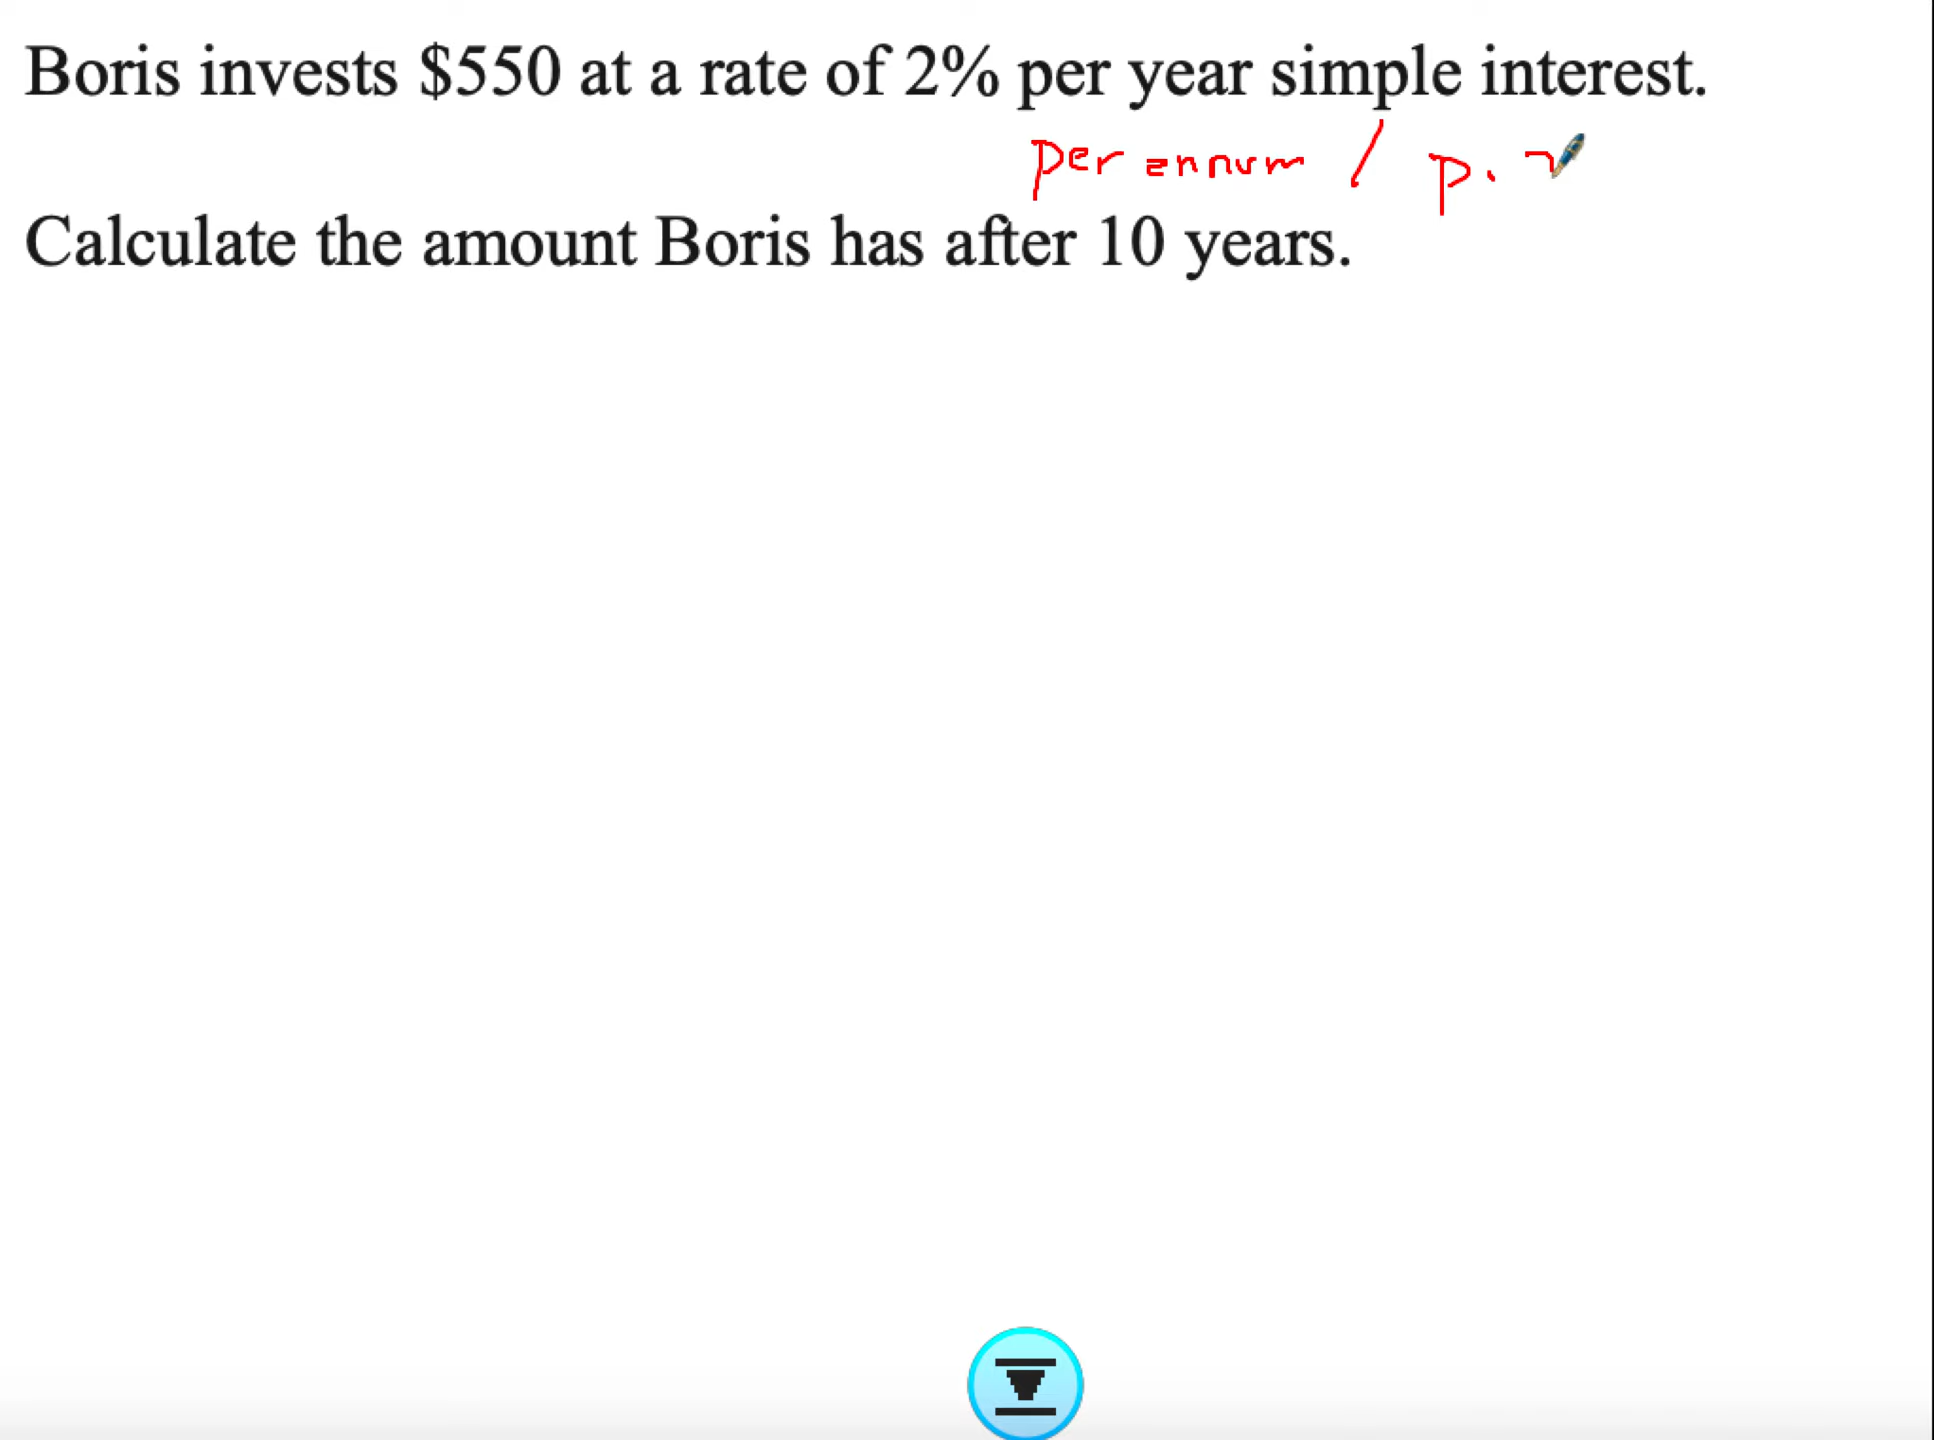 Boris invests $550 at a rate of 2% per year simple interest.
per annum / p.
Calculate the amount Boris has after 10 years.